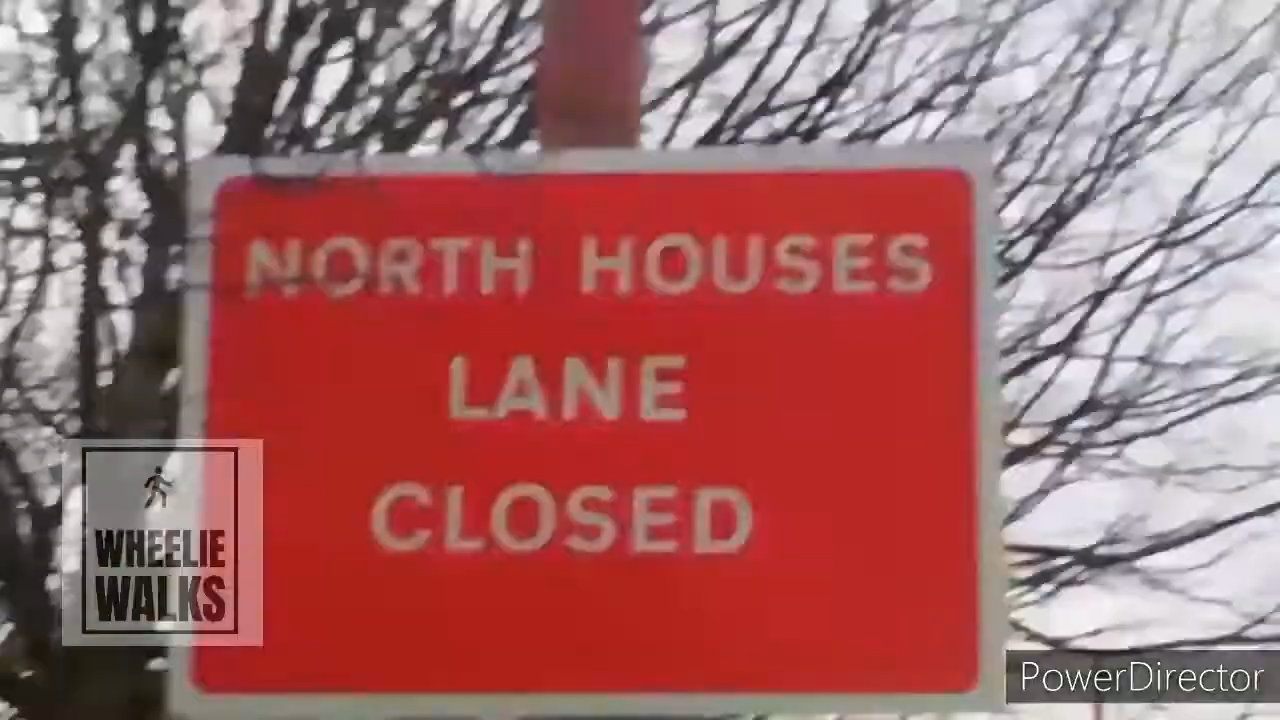 NORTH HOUSES
LANE
CLOSED
WHEELIE
WALKS
PowerDirector